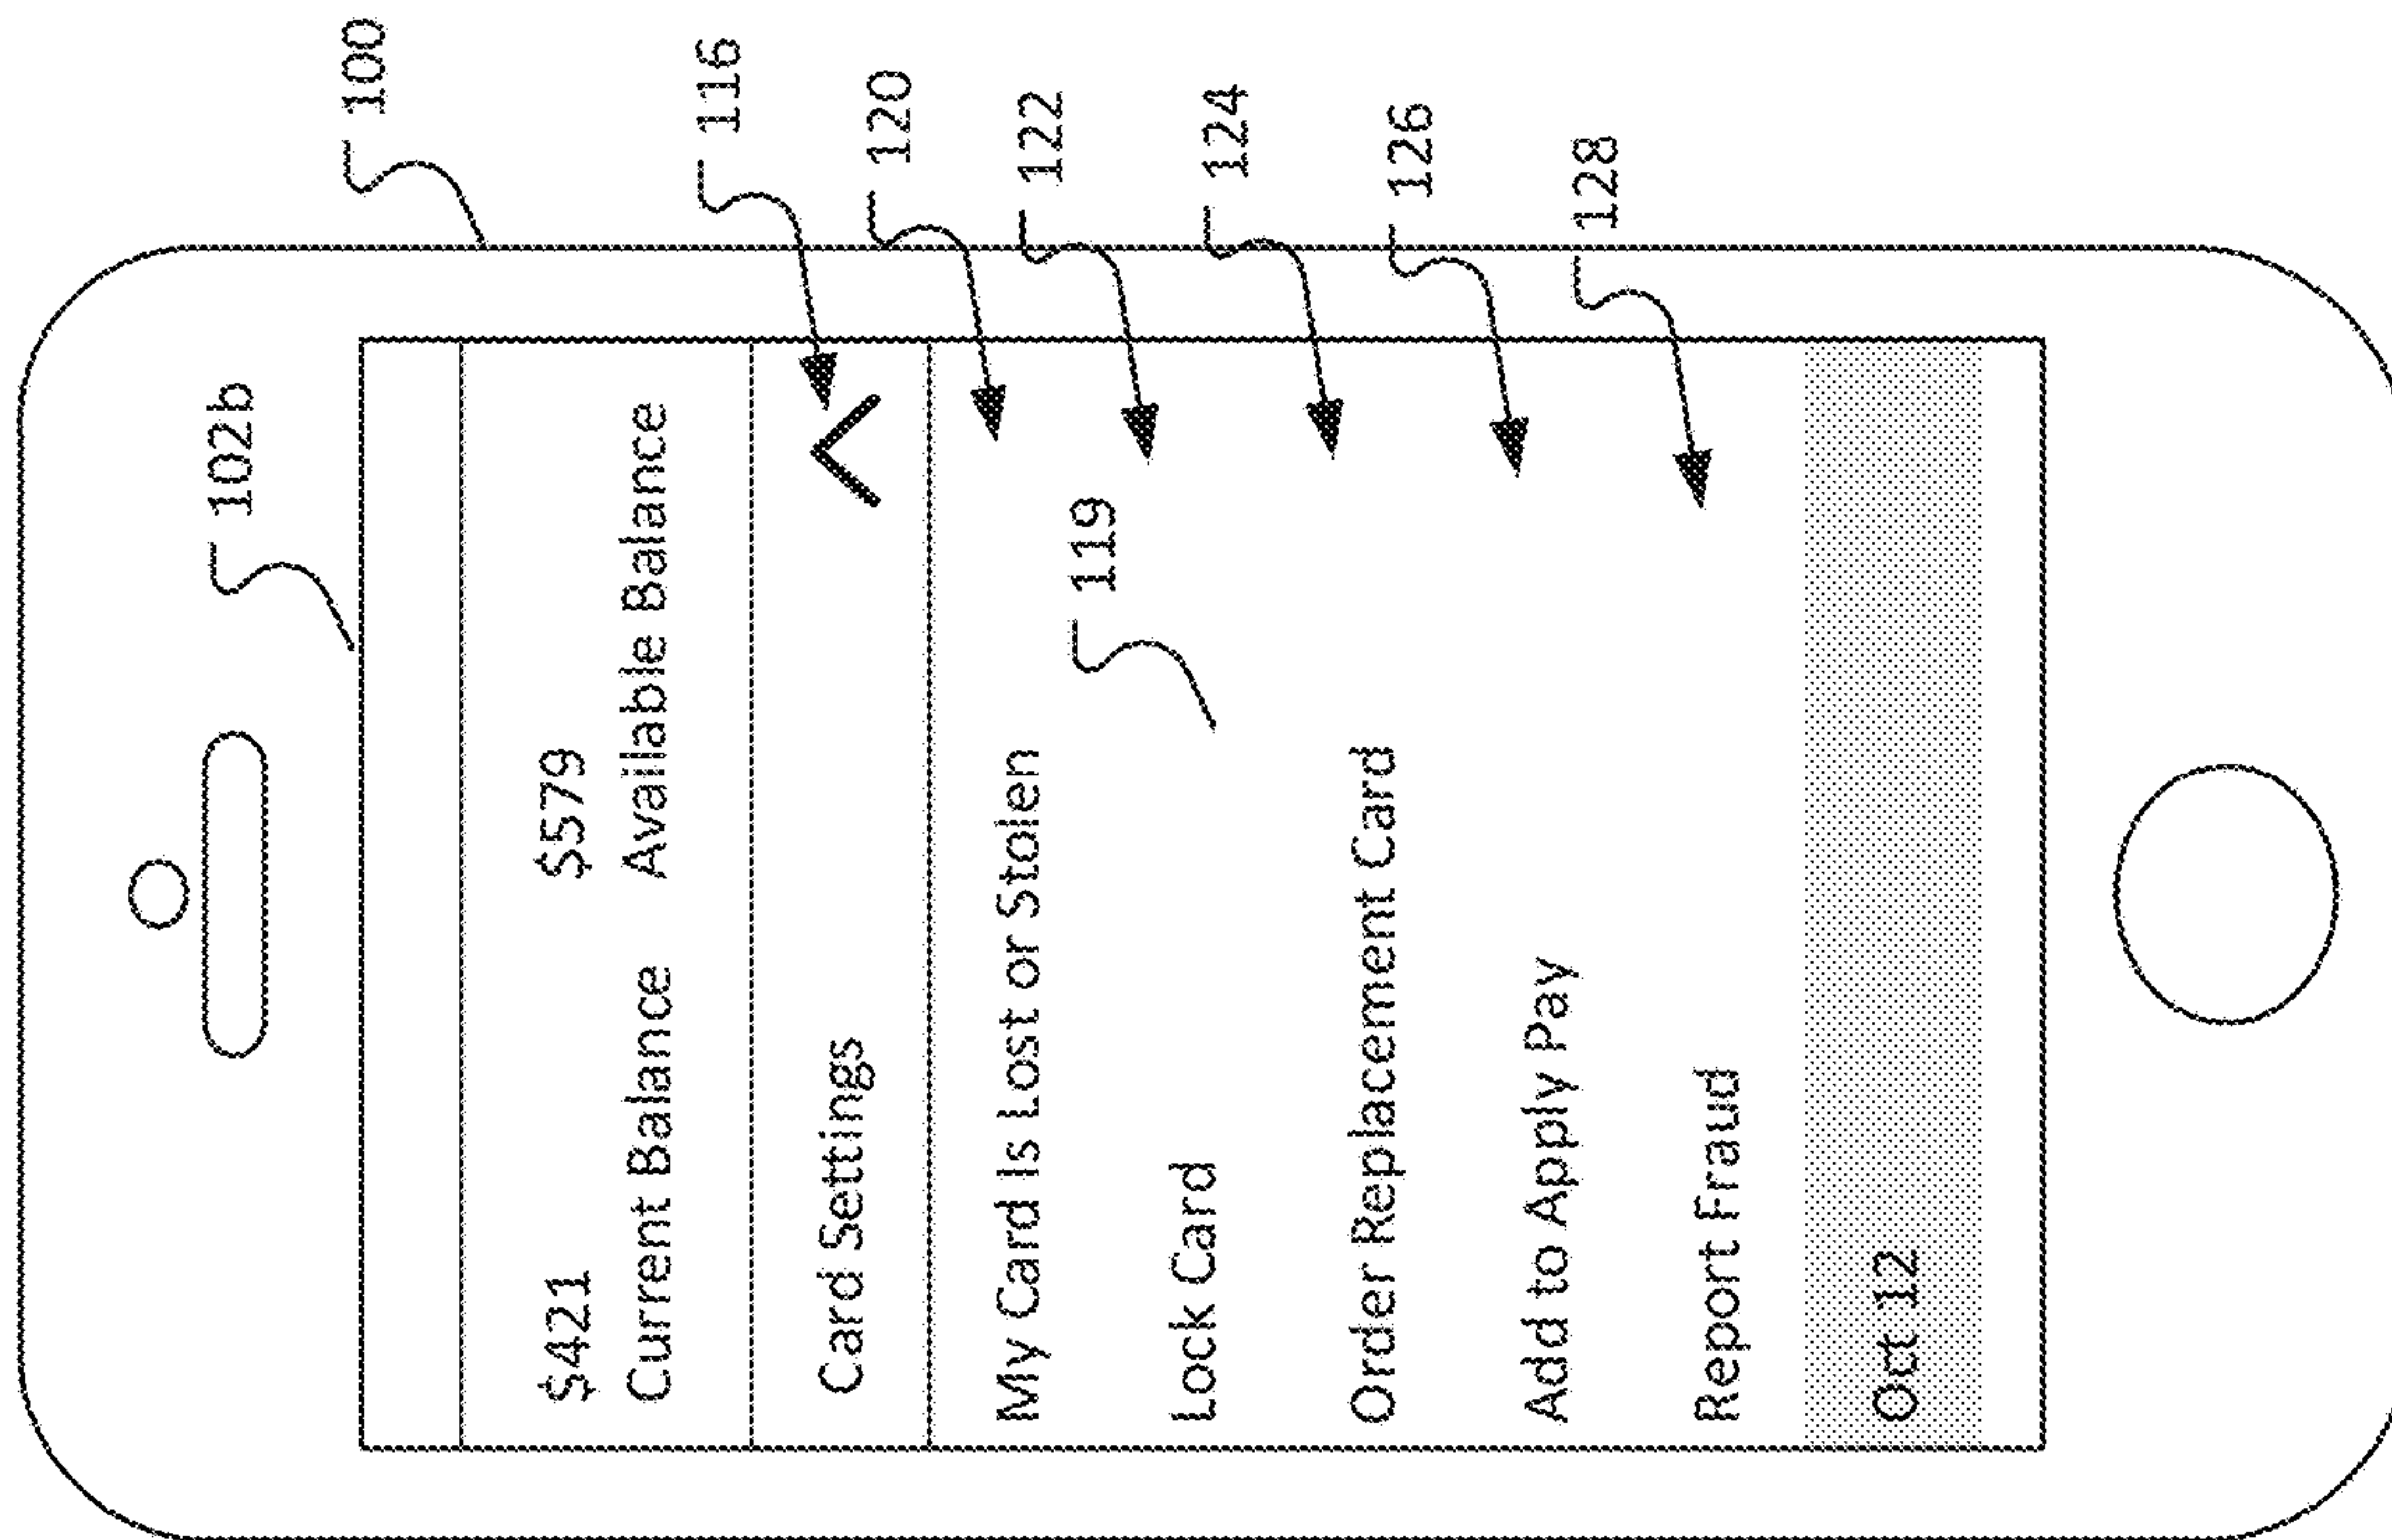 100
102b
$421 $579
Current Balance Available Balance
116
Card Settings
120
My Card Is Lost or Stolen
122
119
Lock Card
124
Order Replacement Card
126
Add to Apply Pay
128
Report Fraud
Oct 12